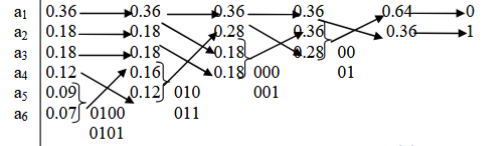 a1 0.36 0.36 0.36 0.36 0.64 0
a2 0.18 0.18 0.28 0.36 0.36 1
a3 0.18 0.18 0.18 0.28 00
a4 0.12 0.16 0.18 000 01
a5 0.09 0.12 010 001
a6 0.07 0100 011
0101